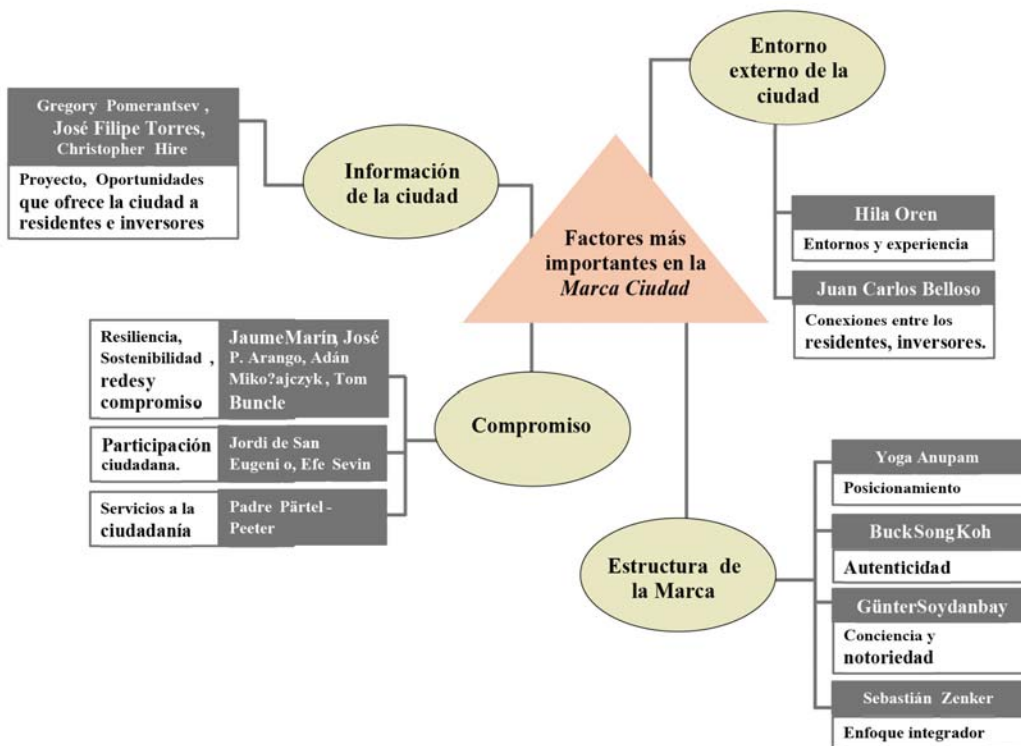 Entorno
externo de la
ciudad
Gregory Pomerantsev ,
José Filipe Torres,
Christopher Hire
Proyecto, Oportunidades
que ofrece la ciudad a
residentes e inversores
Información
de la ciudad
Factores más
importantes en la
Marca Ciudad
Hila Oren
Entornos y experiencia
Juan Carlos Belloso
Conexiones entre los
residentes, inversores.
Resiliencia,
Sostenibilidad ,
redesy
compromiso.
JaumeMarín, José
P. Arango, Adán
Miko?ajczyk , Tom
Buncle
Participación
ciudadana.
Jordi de San
Eugeni o, Efe Sevin
Servicios a la
ciudadanía
Padre Pärtel -
Peeter
Compromiso
Estructura de
la Marca
Yoga Anupam
Posicionamiento
BuckSongKoh
Autenticidad
GünterSoydanbay
Conciencia y
notoriedad
Sebastián Zenker
Enfoque integrador